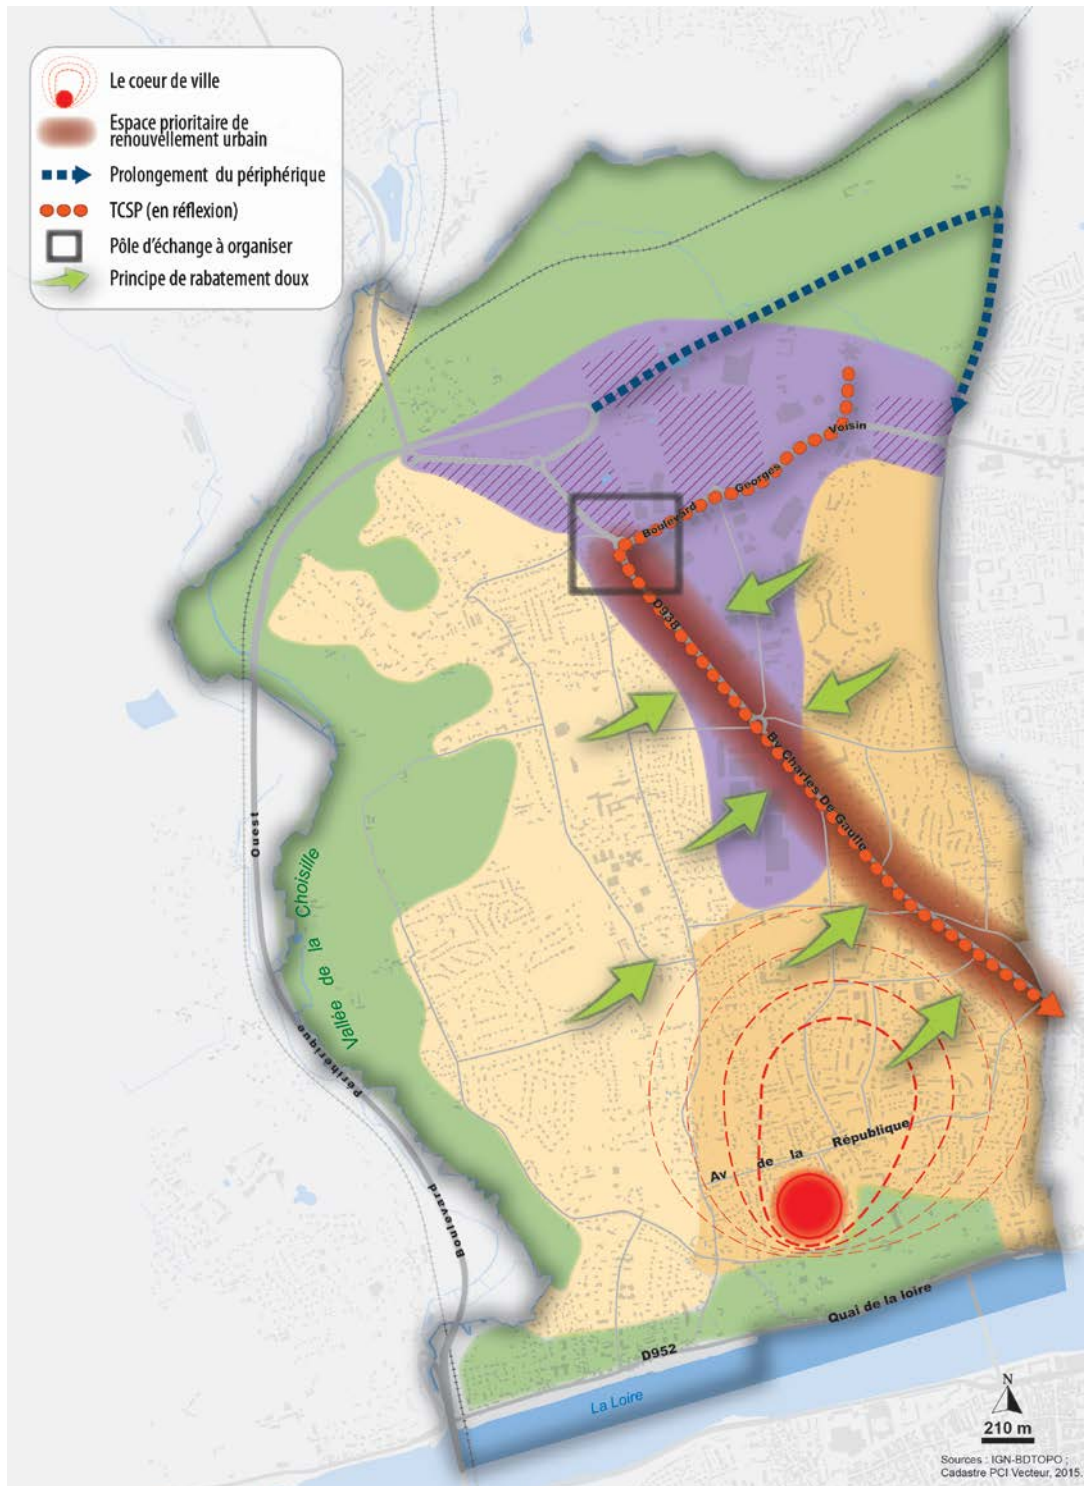 Le coeur de ville
Espace prioritaire de
renouvellement urbain
Prolongement du périphérique
TCSP (en réflexion)
Pôle d'échange à organiser
Principe de rabatement doux
Voisin
Georges
Boulevard
D938
Bv Charles De Gaulle
Ouest
Vallée de la Choisille
Périhérique
Boulevard
Av de la République
Quai de la loire
D952
La Loire
N
210 m
Sources : IGN-BDTOPO ;
Cadastre PCI Vecteur, 2015.